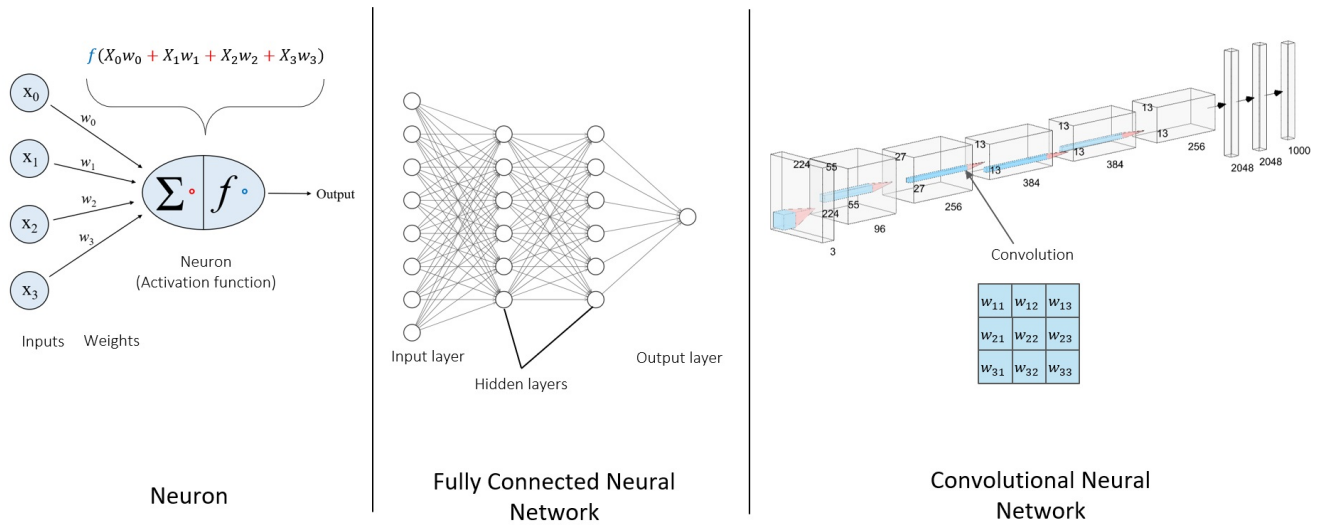 f(X₀w₀ + X₁w₁ + X₂w₂ + X₃w₃)
x₀
w₀
x₁
w₁
x₂
w₂
x₃
w₃
Σ f
Output
Neuron
(Activation function)
Inputs Weights
Neuron
Input layer
Hidden layers
Output layer
Fully Connected Neural
Network
224
224
3
55
55
96
27
27
256
13
13
384
13
13
384
13
13
256
2048
2048
1000
Convolution
w₁₁ w₁₂ w₁₃
w₂₁ w₂₂ w₂₃
w₃₁ w₃₂ w₃₃
Convolutional Neural
Network